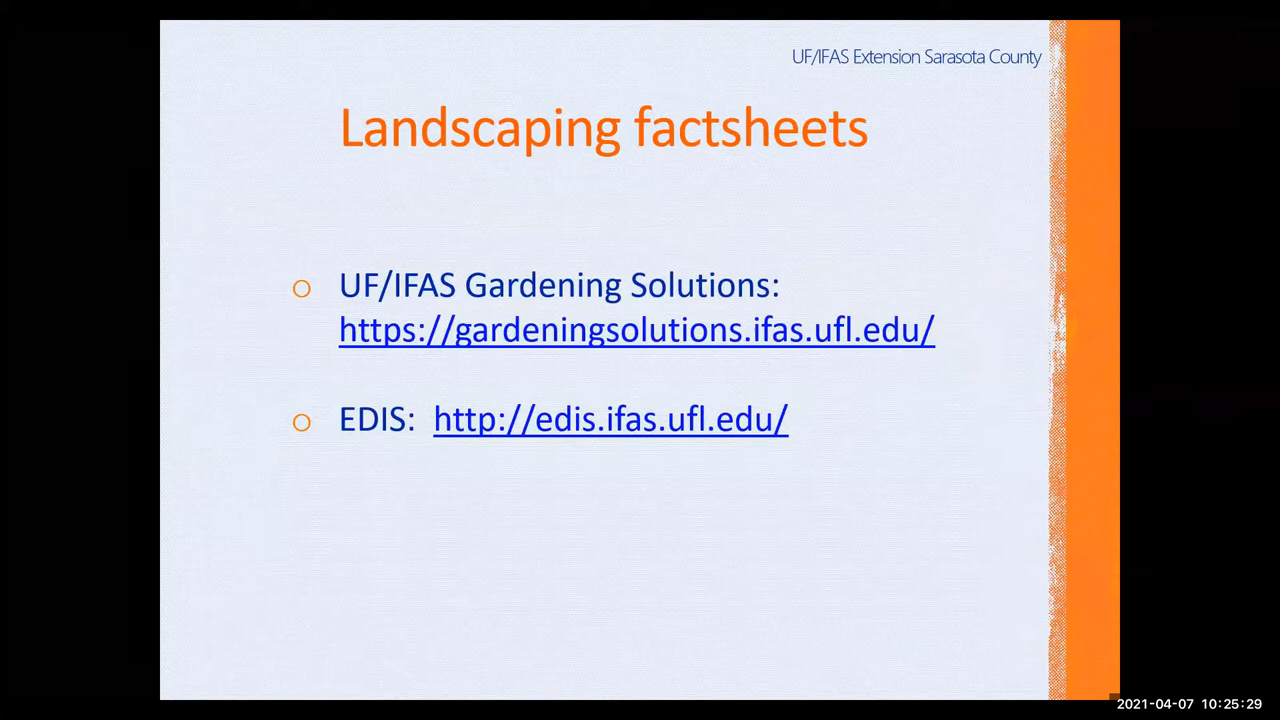 UF/IFAS Extension Sarasota County
Landscaping factsheets
○ UF/IFAS Gardening Solutions:
https://gardeningsolutions.ifas.ufl.edu/
○ EDIS: http://edis.ifas.ufl.edu/
2021-04-07 10:25:29